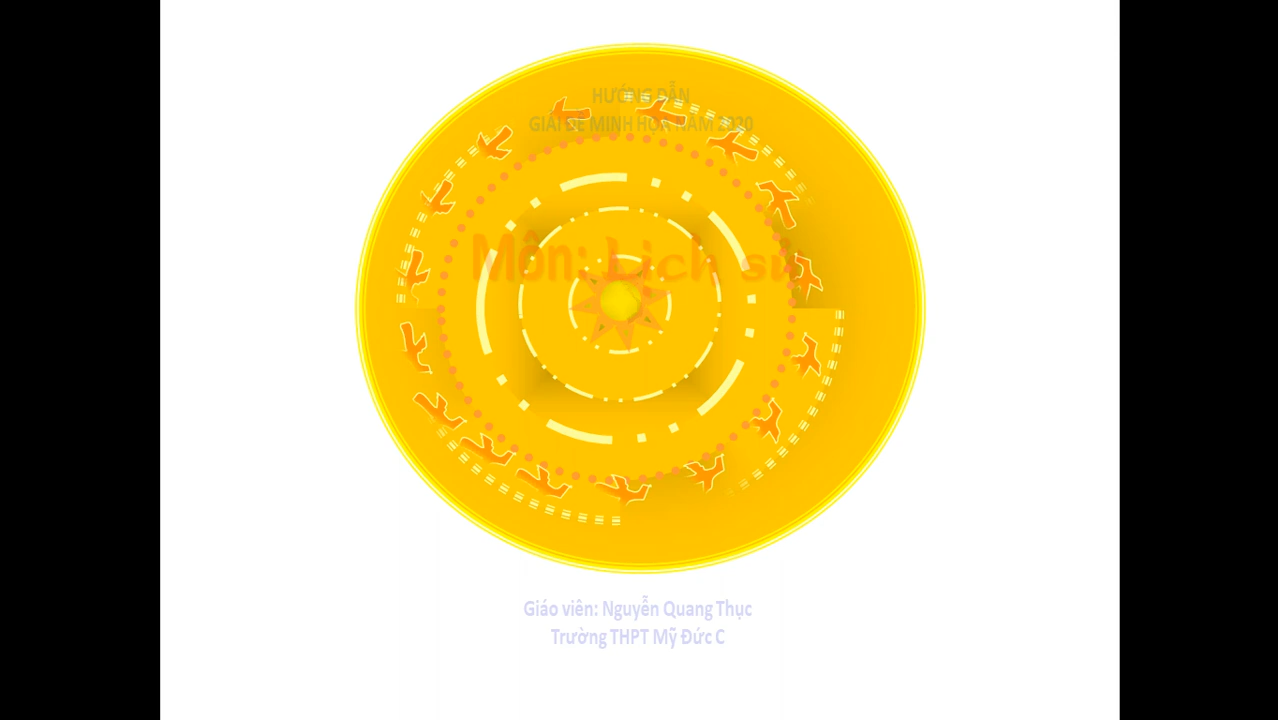 HƯỚNG DẪN
GIẢI ĐỀ MINH HỌA NĂM 2020
Môn: Lịch sử
Giáo viên: Nguyễn Quang Thục
Trường THPT Mỹ Đức C